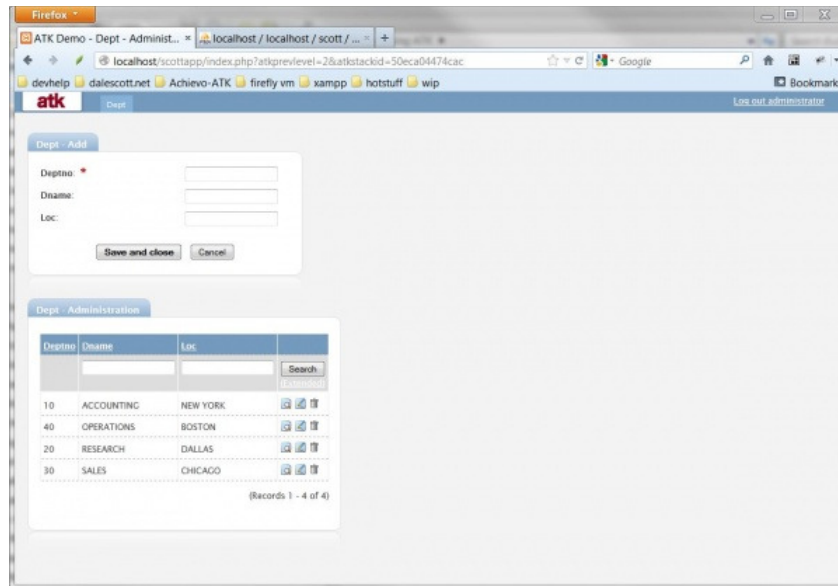 Firefox
ATK Demo - Dept - Administ... × localhost / localhost / scott / ... × +
localhost/scottapp/index.php?atkprevlevel=2&atkstackid=50eca04474cac Google
devhelp dalescott.net Achievo-ATK firefly vm xampp hotstuff wip Bookmark
atk Dept Log out administrator
Dept - Add
Deptno: *
Dname:
Loc:
Save and close Cancel
Dept - Administration
Deptno Dname Loc
Search
(Extended)
10 ACCOUNTING NEW YORK
40 OPERATIONS BOSTON
20 RESEARCH DALLAS
30 SALES CHICAGO
(Records 1 - 4 of 4)